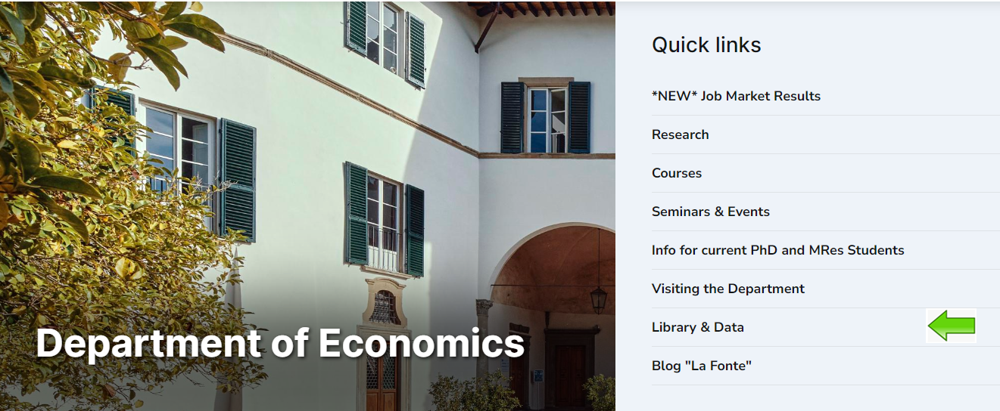 Department of Economics
Quick links
*NEW* Job Market Results
Research
Courses
Seminars & Events
Info for current PhD and MRes Students
Visiting the Department
Library & Data
Blog "La Fonte"